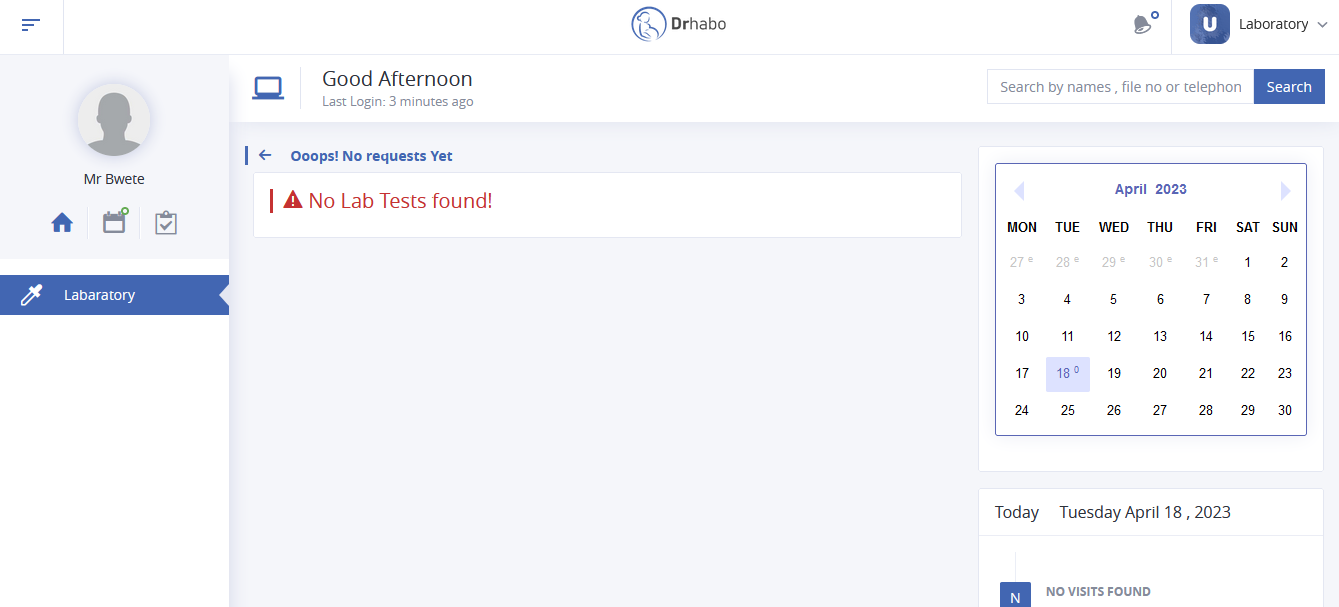 Drhabo
U Laboratory
Good Afternoon
Last Login: 3 minutes ago
Search by names , file no or telephon
Search
Mr Bwete
Labaratory
Ooops! No requests Yet
No Lab Tests found!
April 2023
MON TUE WED THU FRI SAT SUN
27 e 28 e 29 e 30 e 31 e 1 2
3 4 5 6 7 8 9
10 11 12 13 14 15 16
17 18 0 19 20 21 22 23
24 25 26 27 28 29 30
Today Tuesday April 18 , 2023
N NO VISITS FOUND